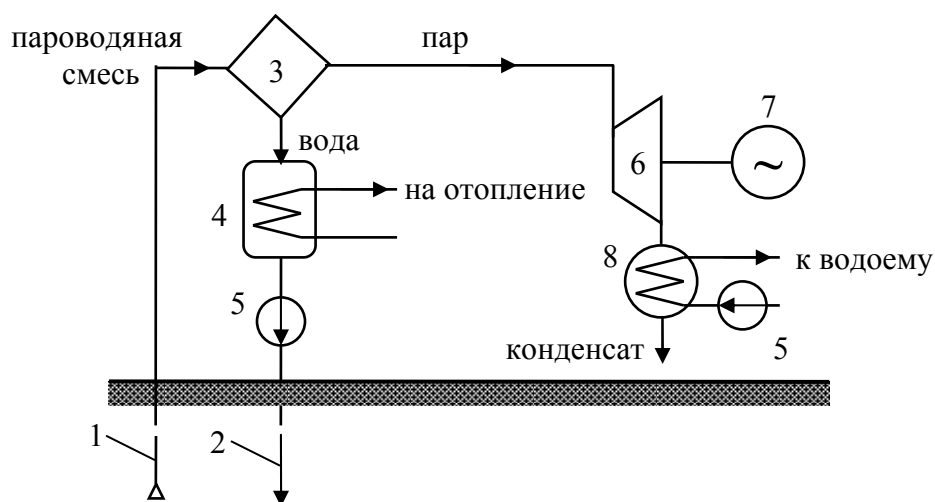 пароводяная
смесь
пар
3
7
вода
6
~
4
на отопление
8
к водоему
5
5
конденсат
1
2